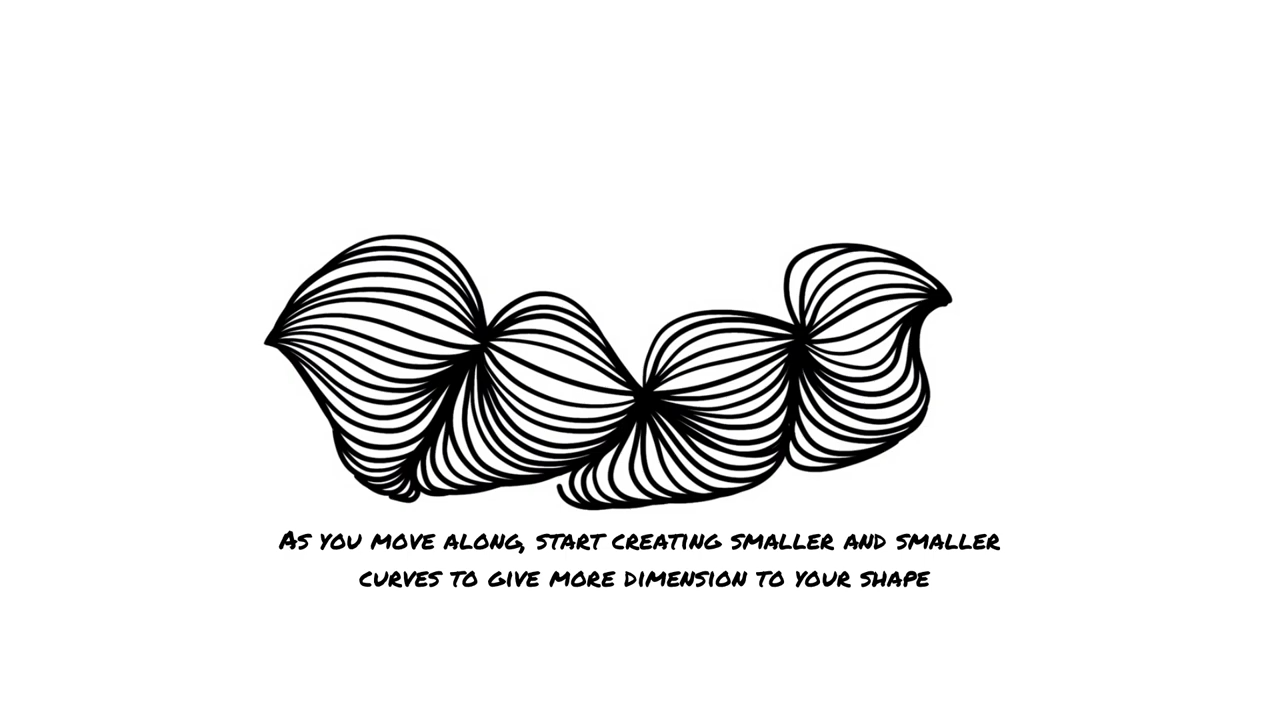 As you move along, start creating smaller and smaller
curves to give more dimension to your shape